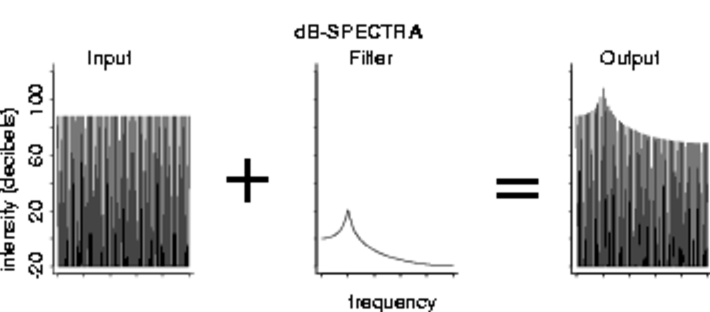 dB-SPECTRA
Input
Filter
Output
intensity (decibels)
100
60
20
-20
+
=
frequency